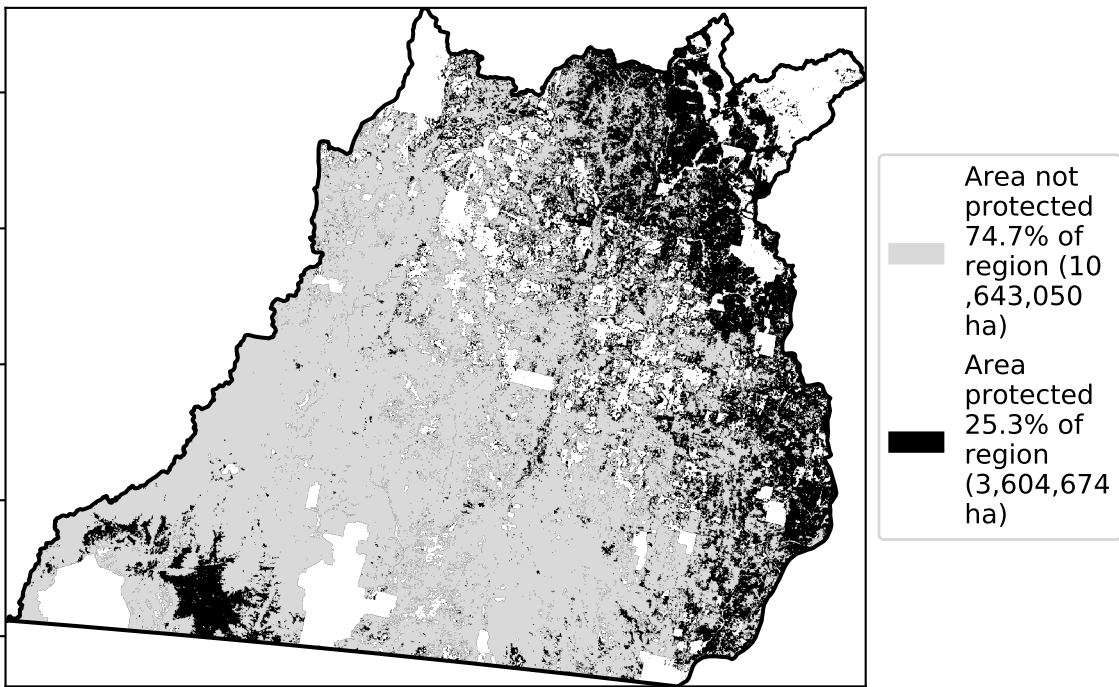 Area not
protected
74.7% of
region (10
,643,050
ha)
Area
protected
25.3% of
region
(3,604,674
ha)